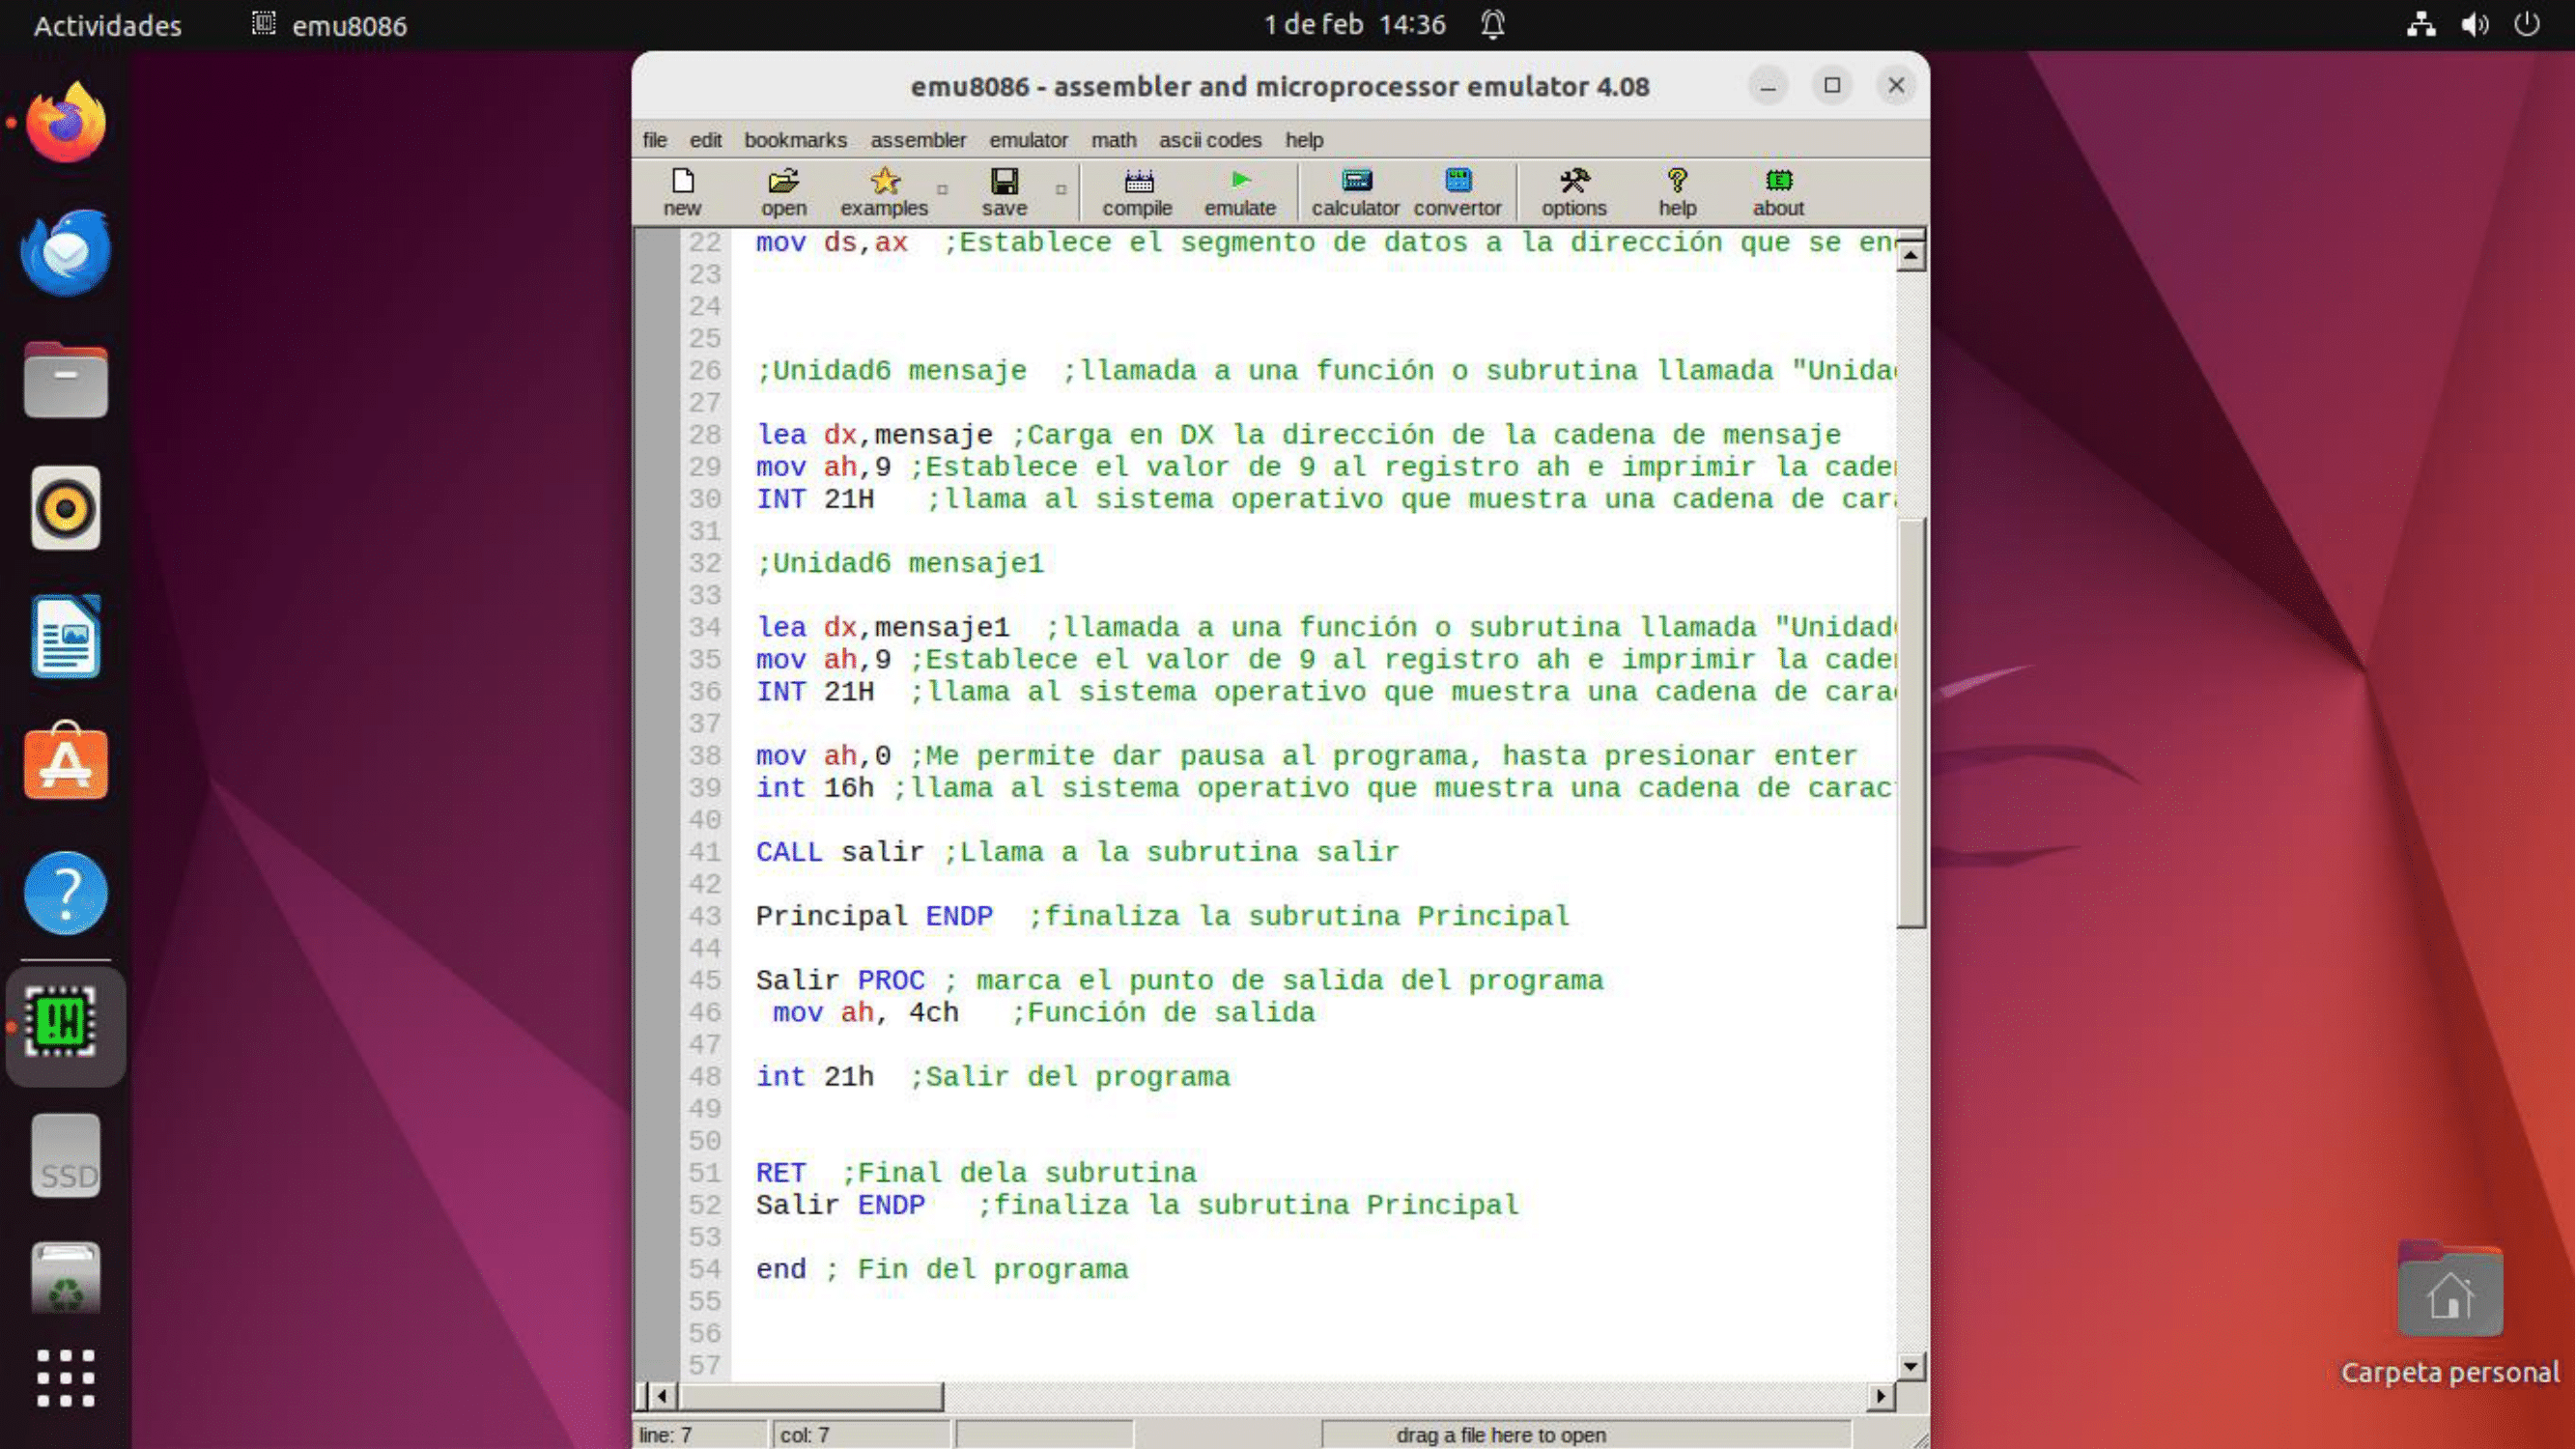 Actividades emu8086 1 de feb 14:36
emu8086 - assembler and microprocessor emulator 4.08
file edit bookmarks assembler emulator math ascii codes help
new open examples save compile emulate calculator convertor options help about
22 mov ds,ax ;Establece el segmento de datos a la dirección que se
23
24
25
26 ;Unidad6 mensaje ;llamada a una función o subrutina llamada
27
28 lea dx,mensaje ;Carga en DX la dirección de la cadena de mensaje
29 mov ah,9 ;Establece el valor de 9 al registro ah e imprimir la
30 INT 21H ;llama al sistema operativo que muestra una cadena de
31
32 ;Unidad6 mensaje1
33
34 lea dx,mensaje1 ;llamada a una función o subrutina llamada
35 mov ah,9 ;Establece el valor de 9 al registro ah e imprimir la
36 INT 21H ;llama al sistema operativo que muestra una cadena de
37
38 mov ah,0 ;Me permite dar pausa al programa, hasta presionar enter
39 int 16h ;llama al sistema operativo que muestra una cadena de
40
41 CALL salir ;Llama a la subrutina salir
42
43 Principal ENDP ;finaliza la subrutina Principal
44
45 Salir PROC ; marca el punto de salida del programa
46 mov ah, 4ch ;Función de salida
47
48 int 21h ;Salir del programa
49
50
51 RET ;Final dela subrutina
52 Salir ENDP ;finaliza la subrutina Principal
53
54 end ; Fin del programa
55
56
57
SSD
Carpeta personal
line: 7 col: 7 drag a file here to open